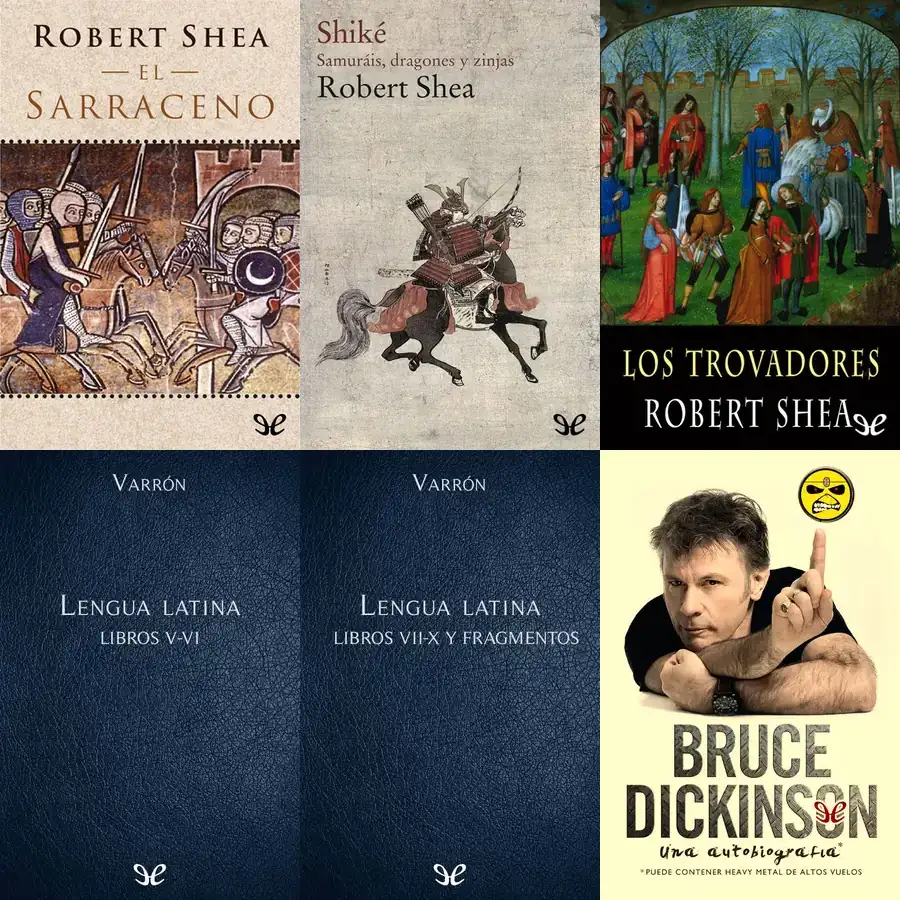 ROBERT SHEA
EL
SARRACENO
Shiké
Samuráis, dragones y zinjas
Robert Shea
LOS TROVADORES
ROBERT SHEA
VARRÓN
LENGUA LATINA
LIBROS V-VI
VARRÓN
LENGUA LATINA
LIBROS VII-X Y FRAGMENTOS
BRUCE
DICKINSON
Una autobiografía*
*PUEDE CONTENER HEAVY METAL DE ALTOS VUELOS